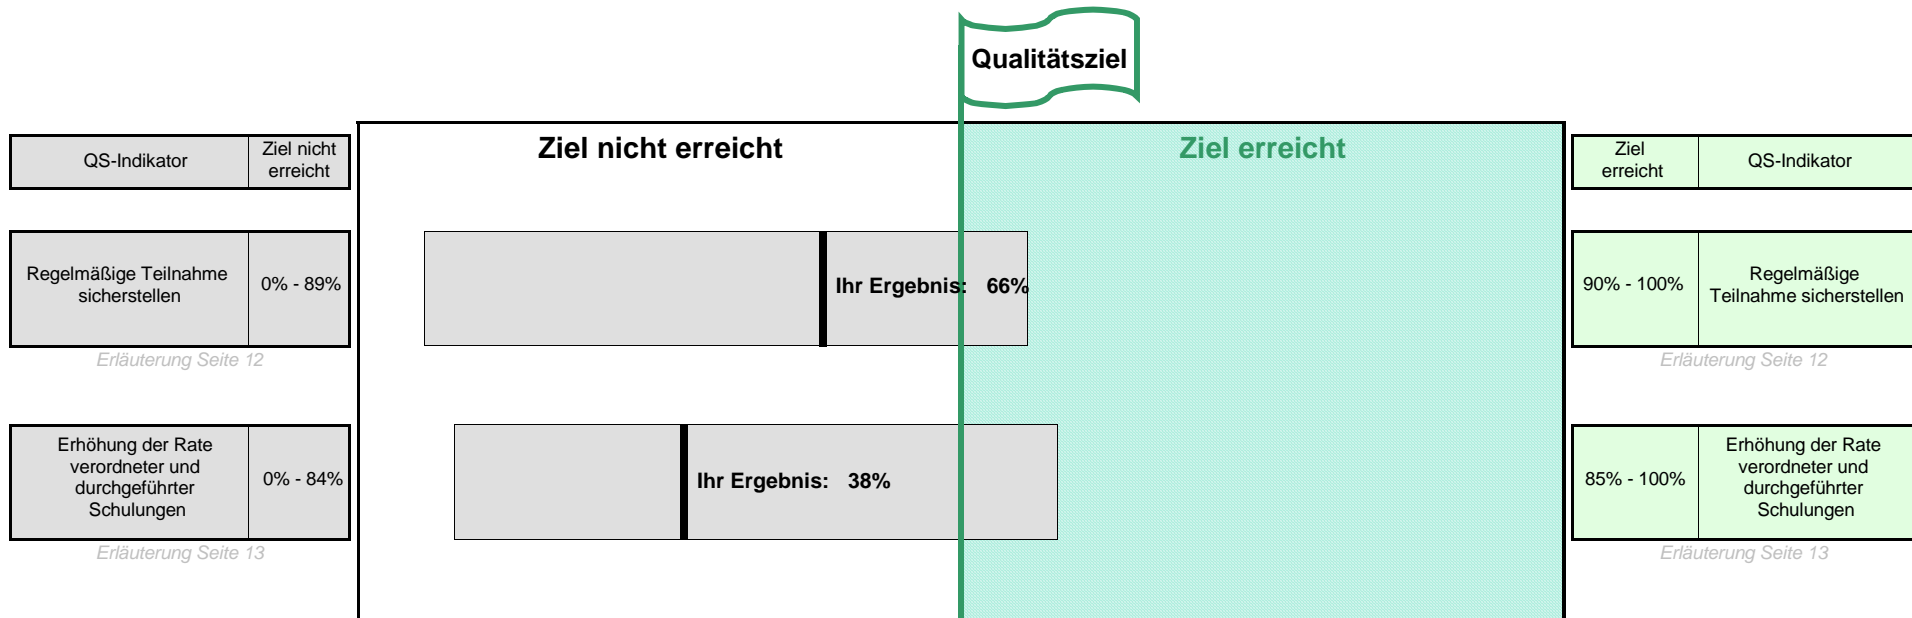 Qualitätsziel
QS-Indikator
Ziel nicht
erreicht
Ziel nicht erreicht
Ziel erreicht
Ziel
erreicht
QS-Indikator
Regelmäßige Teilnahme
sicherstellen
0% - 89%
Ihr Ergebnis: 66%
90% - 100%
Regelmäßige
Teilnahme sicherstellen
Erläuterung Seite 12
Erläuterung Seite 12
Erhöhung der Rate
verordneter und
durchgeführter
Schulungen
0% - 84%
Ihr Ergebnis: 38%
85% - 100%
Erhöhung der Rate
verordneter und
durchgeführter
Schulungen
Erläuterung Seite 13
Erläuterung Seite 13